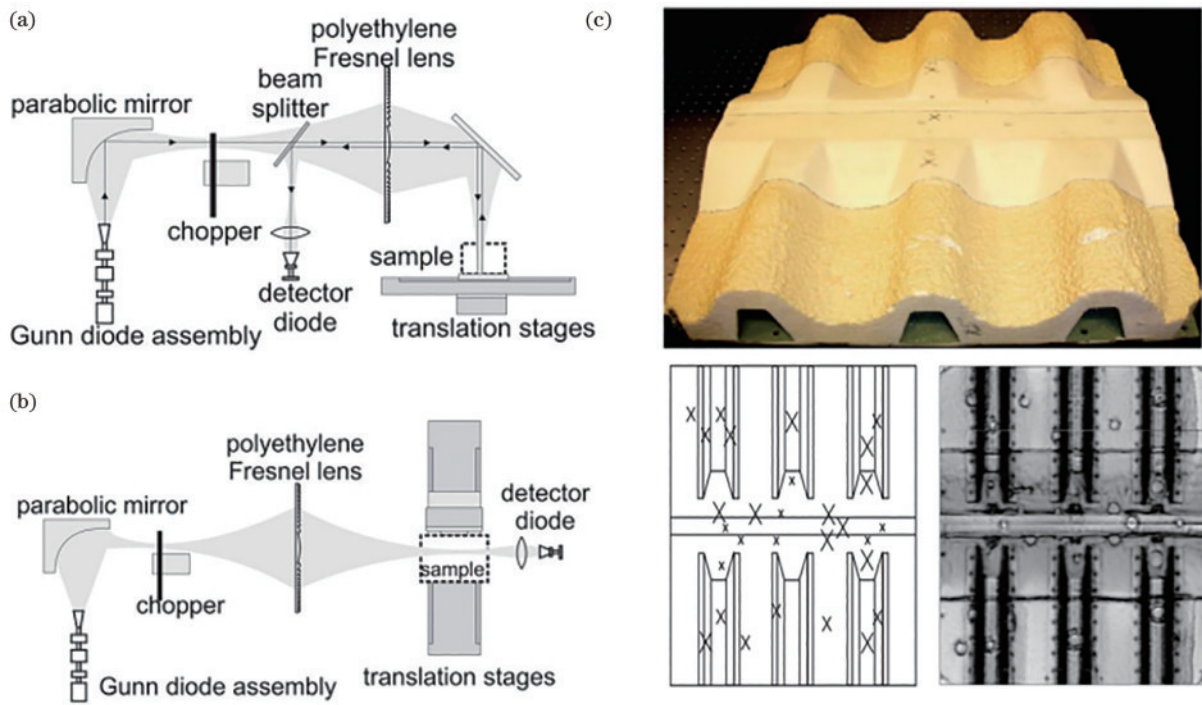 (a)
polyethylene
Fresnel lens
beam
splitter
parabolic mirror
chopper
sample
detector
diode
Gunn diode assembly
translation stages
(b)
polyethylene
Fresnel lens
parabolic mirror
detector
diode
sample
chopper
Gunn diode assembly
translation stages
(c)